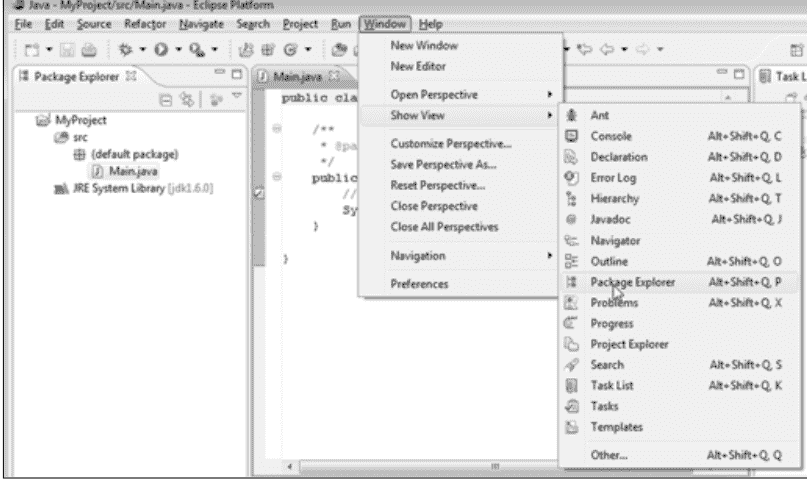 Java - MyProject/src/Main.java - Eclipse Platform
File Edit Source Refactor Navigate Search Project Run Window Help
Package Explorer
Main.java
Task L
MyProject
src
(default package)
Main.java
JRE System Library [jdk1.6.0]
public cla
/**
* @pa
*/
public
//
Sy
}
}
New Window
New Editor
Open Perspective
Show View
Customize Perspective...
Save Perspective As...
Reset Perspective...
Close Perspective
Close All Perspectives
Navigation
Preferences
Ant
Console Alt+Shift+Q, C
Declaration Alt+Shift+Q, D
Error Log Alt+Shift+Q, L
Hierarchy Alt+Shift+Q, T
Javadoc Alt+Shift+Q, J
Navigator
Outline Alt+Shift+Q, O
Package Explorer Alt+Shift+Q, P
Problems Alt+Shift+Q, X
Progress
Project Explorer
Search Alt+Shift+Q, S
Task List Alt+Shift+Q, K
Tasks
Templates
Other... Alt+Shift+Q, Q